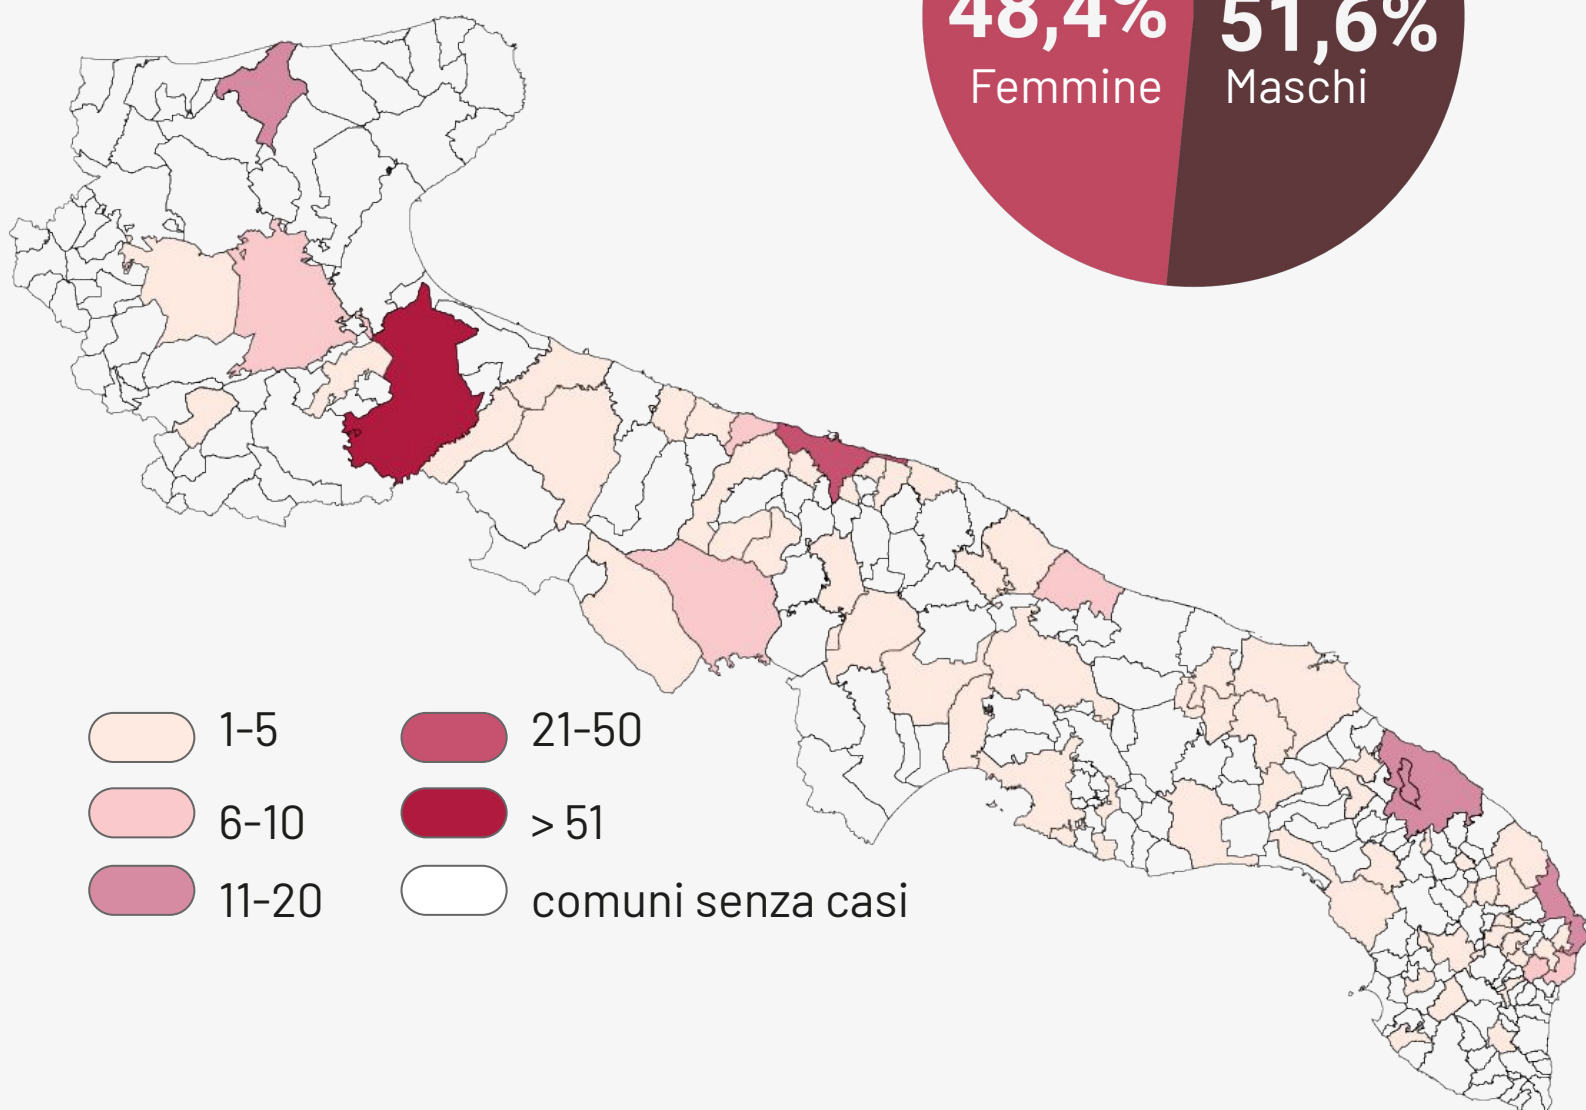 48,4%
Femmine
51,6%
Maschi
1-5
6-10
11-20
21-50
> 51
comuni senza casi